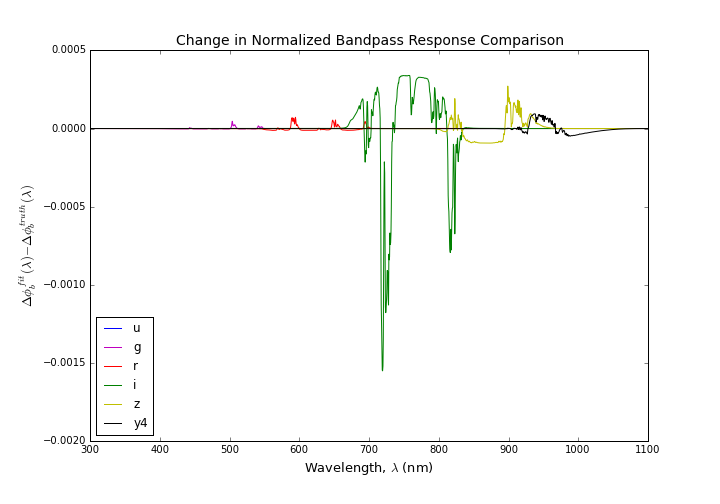 Change in Normalized Bandpass Response Comparison
0.0005
0.0000
−0.0005
−0.0010
−0.0015
−0.0020
Δϕ_b^{fit}(λ)−Δϕ_b^{truth}(λ)
u
g
r
i
z
y4
300 400 500 600 700 800 900 1000 1100
Wavelength, λ (nm)